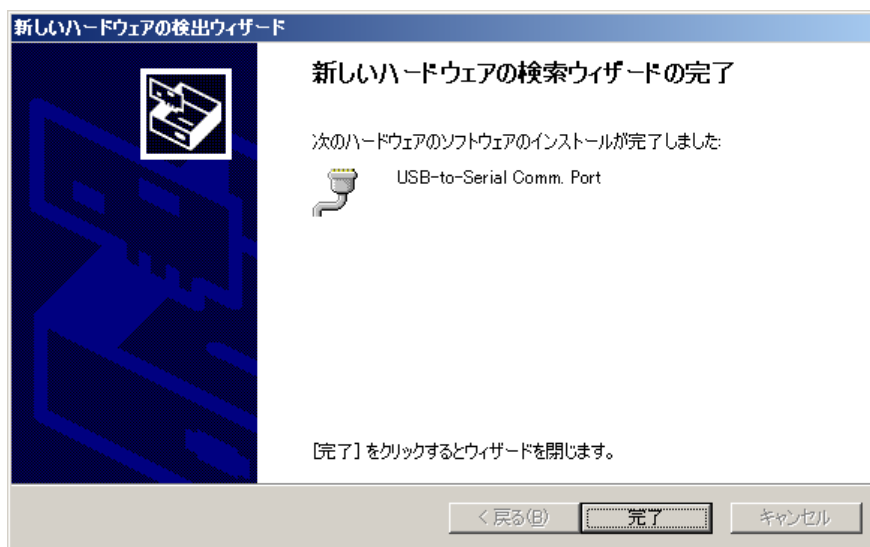 新しいハードウェアの検出ウィザード
新しいハードウェアの検索ウィザードの完了
次のハードウェアのソフトウェアのインストールが完了しました:
USB-to-Serial Comm. Port
[完了] をクリックするとウィザードを閉じます。
< 戻る(B)
完了
キャンセル